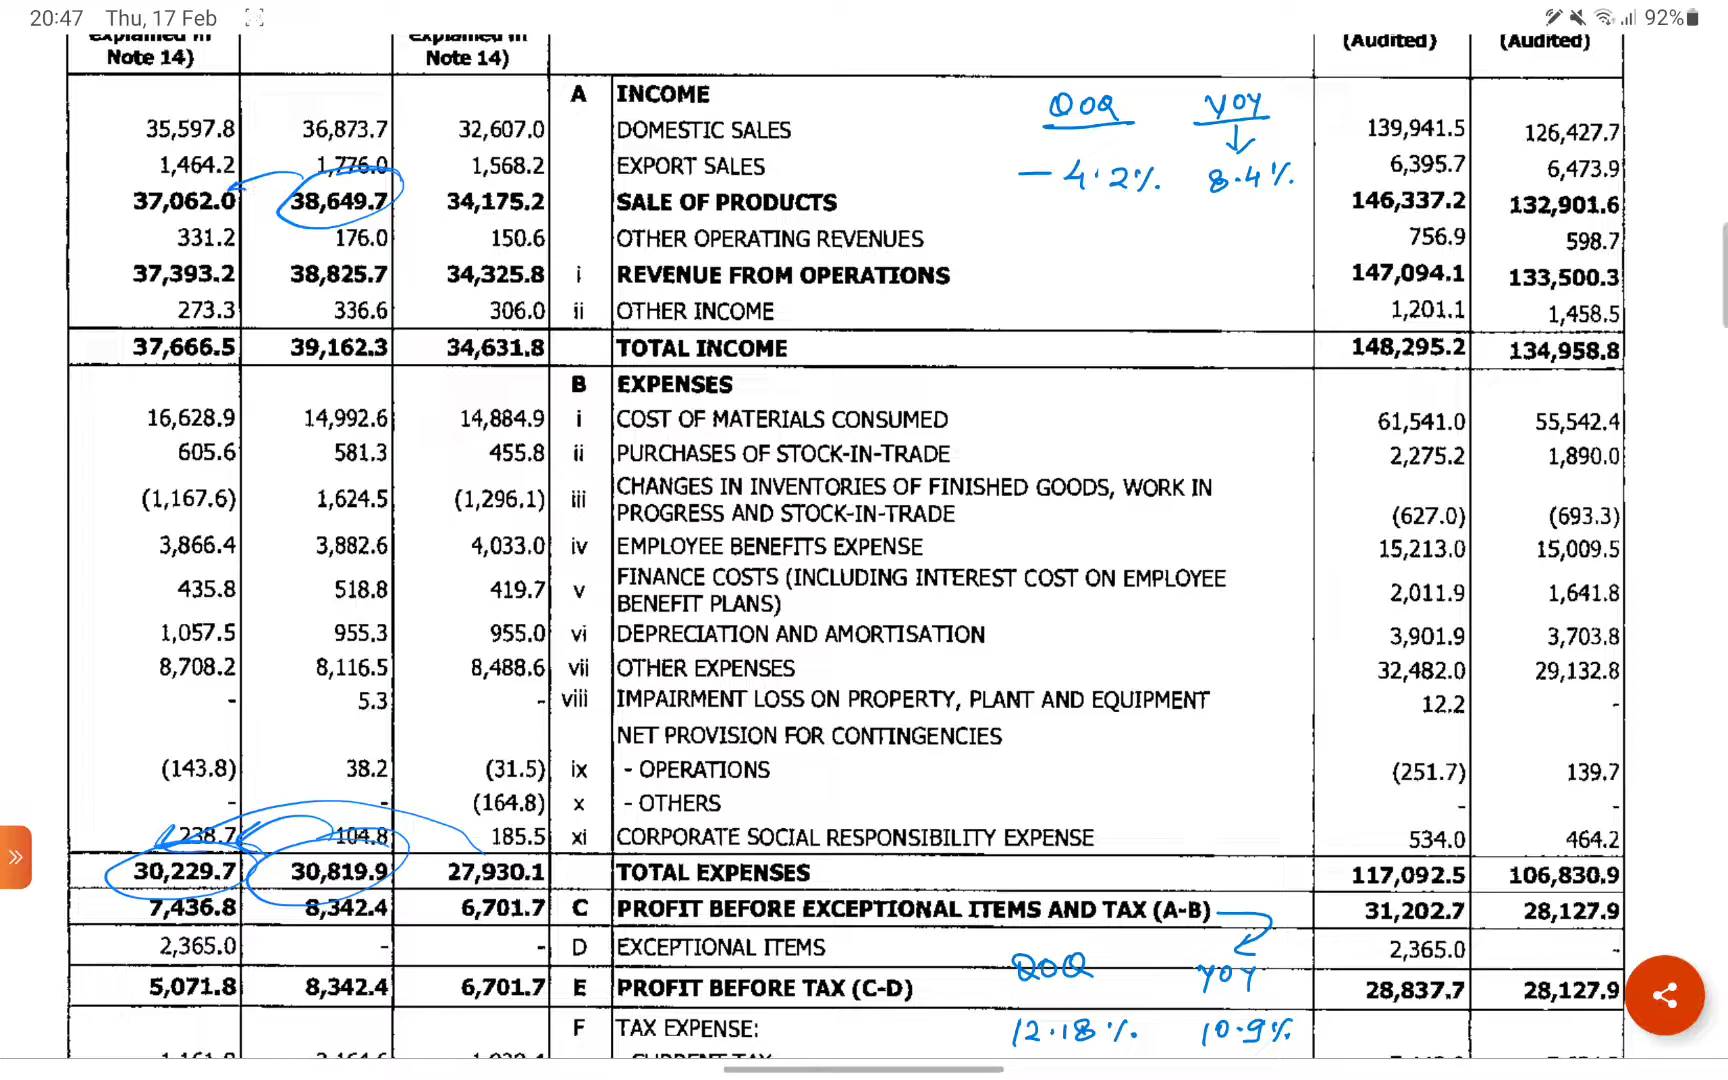 20:47 Thu, 17 Feb 92%
explained in explained in (Audited) (Audited)
Note 14) Note 14)
A INCOME QOQ YOY
35,597.8 36,873.7 32,607.0 DOMESTIC SALES 139,941.5 126,427.7
1,464.2 1,776.0 1,568.2 EXPORT SALES - 4.2%. 8.4%. 6,395.7 6,473.9
37,062.0 38,649.7 34,175.2 SALE OF PRODUCTS 146,337.2 132,901.6
331.2 176.0 150.6 OTHER OPERATING REVENUES 756.9 598.7
37,393.2 38,825.7 34,325.8 i REVENUE FROM OPERATIONS 147,094.1 133,500.3
273.3 336.6 306.0 ii OTHER INCOME 1,201.1 1,458.5
37,666.5 39,162.3 34,631.8 TOTAL INCOME 148,295.2 134,958.8
B EXPENSES
16,628.9 14,992.6 14,884.9 i COST OF MATERIALS CONSUMED 61,541.0 55,542.4
605.6 581.3 455.8 ii PURCHASES OF STOCK-IN-TRADE 2,275.2 1,890.0
(1,167.6) 1,624.5 (1,296.1) iii CHANGES IN INVENTORIES OF FINISHED GOODS, WORK IN
PROGRESS AND STOCK-IN-TRADE (627.0) (693.3)
3,866.4 3,882.6 4,033.0 iv EMPLOYEE BENEFITS EXPENSE 15,213.0 15,009.5
435.8 518.8 419.7 v FINANCE COSTS (INCLUDING INTEREST COST ON EMPLOYEE
BENEFIT PLANS) 2,011.9 1,641.8
1,057.5 955.3 955.0 vi DEPRECIATION AND AMORTISATION 3,901.9 3,703.8
8,708.2 8,116.5 8,488.6 vii OTHER EXPENSES 32,482.0 29,132.8
- 5.3 - viii IMPAIRMENT LOSS ON PROPERTY, PLANT AND EQUIPMENT 12.2 -
NET PROVISION FOR CONTINGENCIES
(143.8) 38.2 (31.5) ix - OPERATIONS (251.7) 139.7
- - (164.8) x - OTHERS - -
238.7 104.8 185.5 xi CORPORATE SOCIAL RESPONSIBILITY EXPENSE 534.0 464.2
30,229.7 30,819.9 27,930.1 TOTAL EXPENSES 117,092.5 106,830.9
7,436.8 8,342.4 6,701.7 C PROFIT BEFORE EXCEPTIONAL ITEMS AND TAX (A-B) 31,202.7 28,127.9
2,365.0 - - D EXCEPTIONAL ITEMS QOQ YOY 2,365.0 -
5,071.8 8,342.4 6,701.7 E PROFIT BEFORE TAX (C-D) 28,837.7 28,127.9
F TAX EXPENSE: 12.18%. 10.9%
CURRENT TAX